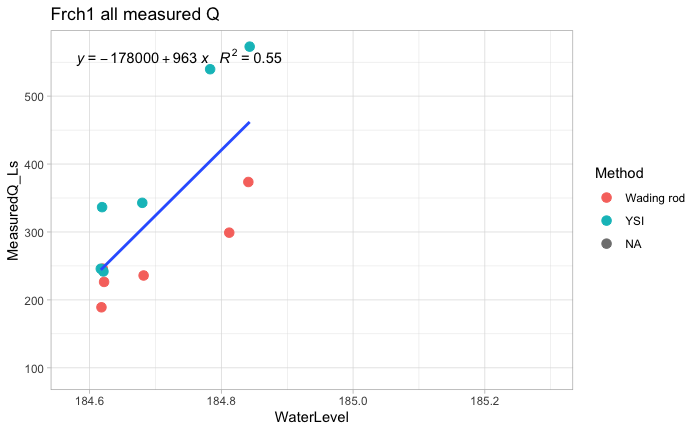 Frch1 all measured Q
y = − 178000 + 963 x R² = 0.55
MeasuredQ_Ls
500
400
300
200
100
184.6 184.8 185.0 185.2
WaterLevel
Method
Wading rod
YSI
NA